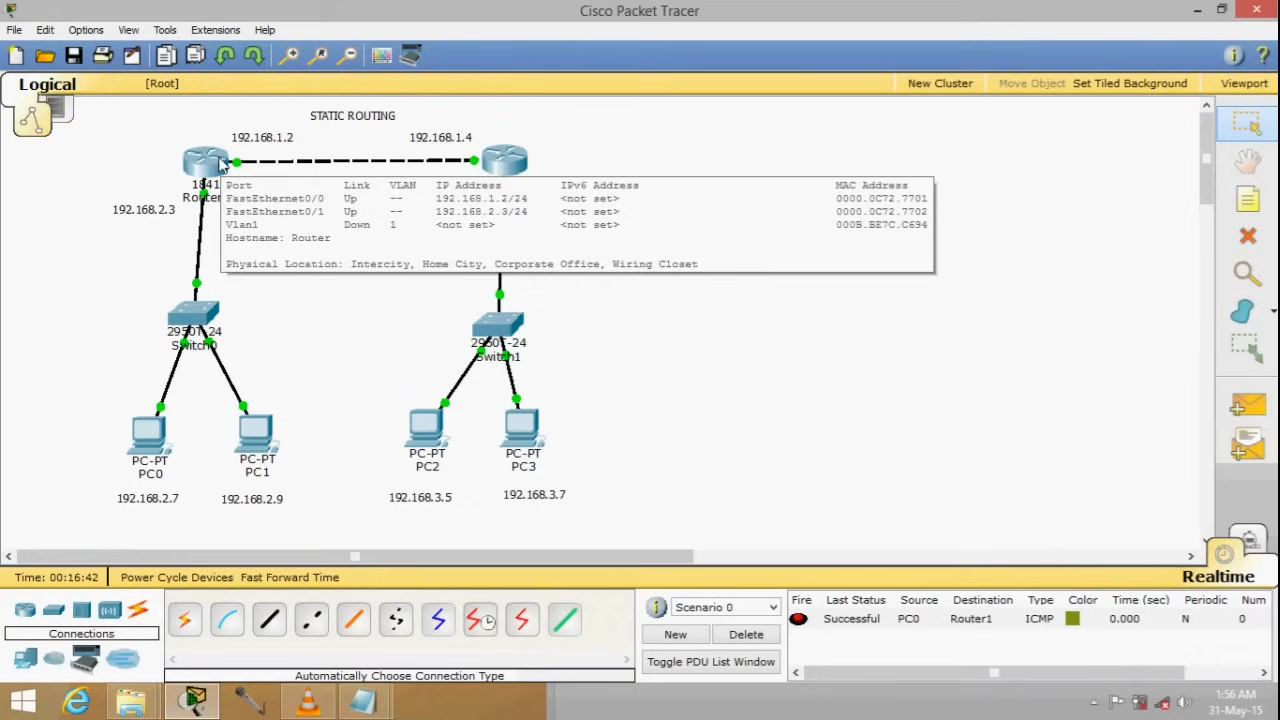 Cisco Packet Tracer
File Edit Options View Tools Extensions Help
Logical [Root] New Cluster Move Object Set Tiled Background Viewport
STATIC ROUTING
192.168.1.2 192.168.1.4
1841
Router
192.168.2.3
Port Link VLAN IP Address IPv6 Address MAC Address
FastEthernet0/0 Up -- 192.168.1.2/24 <not set> 0000.0C72.7701
FastEthernet0/1 Up -- 192.168.2.3/24 <not set> 0000.0C72.7702
Vlan1 Down 1 <not set> <not set> 000B.BE7C.C694
Hostname: Router
Physical Location: Intercity, Home City, Corporate Office, Wiring Closet
2950T-24
Switch0
2950T-24
Switch1
PC-PT
PC0
PC-PT
PC1
PC-PT
PC2
PC-PT
PC3
192.168.2.7 192.168.2.9 192.168.3.5 192.168.3.7
Time: 00:16:42 Power Cycle Devices Fast Forward Time Realtime
Connections
Automatically Choose Connection Type
Scenario 0
New Delete
Toggle PDU List Window
Fire Last Status Source Destination Type Color Time (sec) Periodic Num
Successful PC0 Router1 ICMP 0.000 N 0
1:56 AM
31-May-15